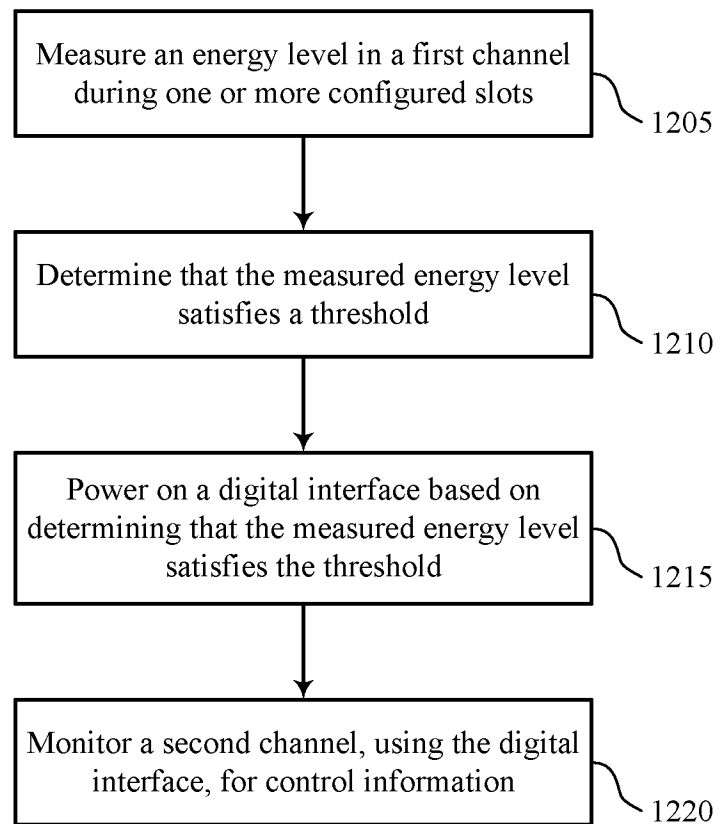 Measure an energy level in a first channel
during one or more configured slots
1205
Determine that the measured energy level
satisfies a threshold
1210
Power on a digital interface based on
determining that the measured energy level
satisfies the threshold
1215
Monitor a second channel, using the digital
interface, for control information
1220